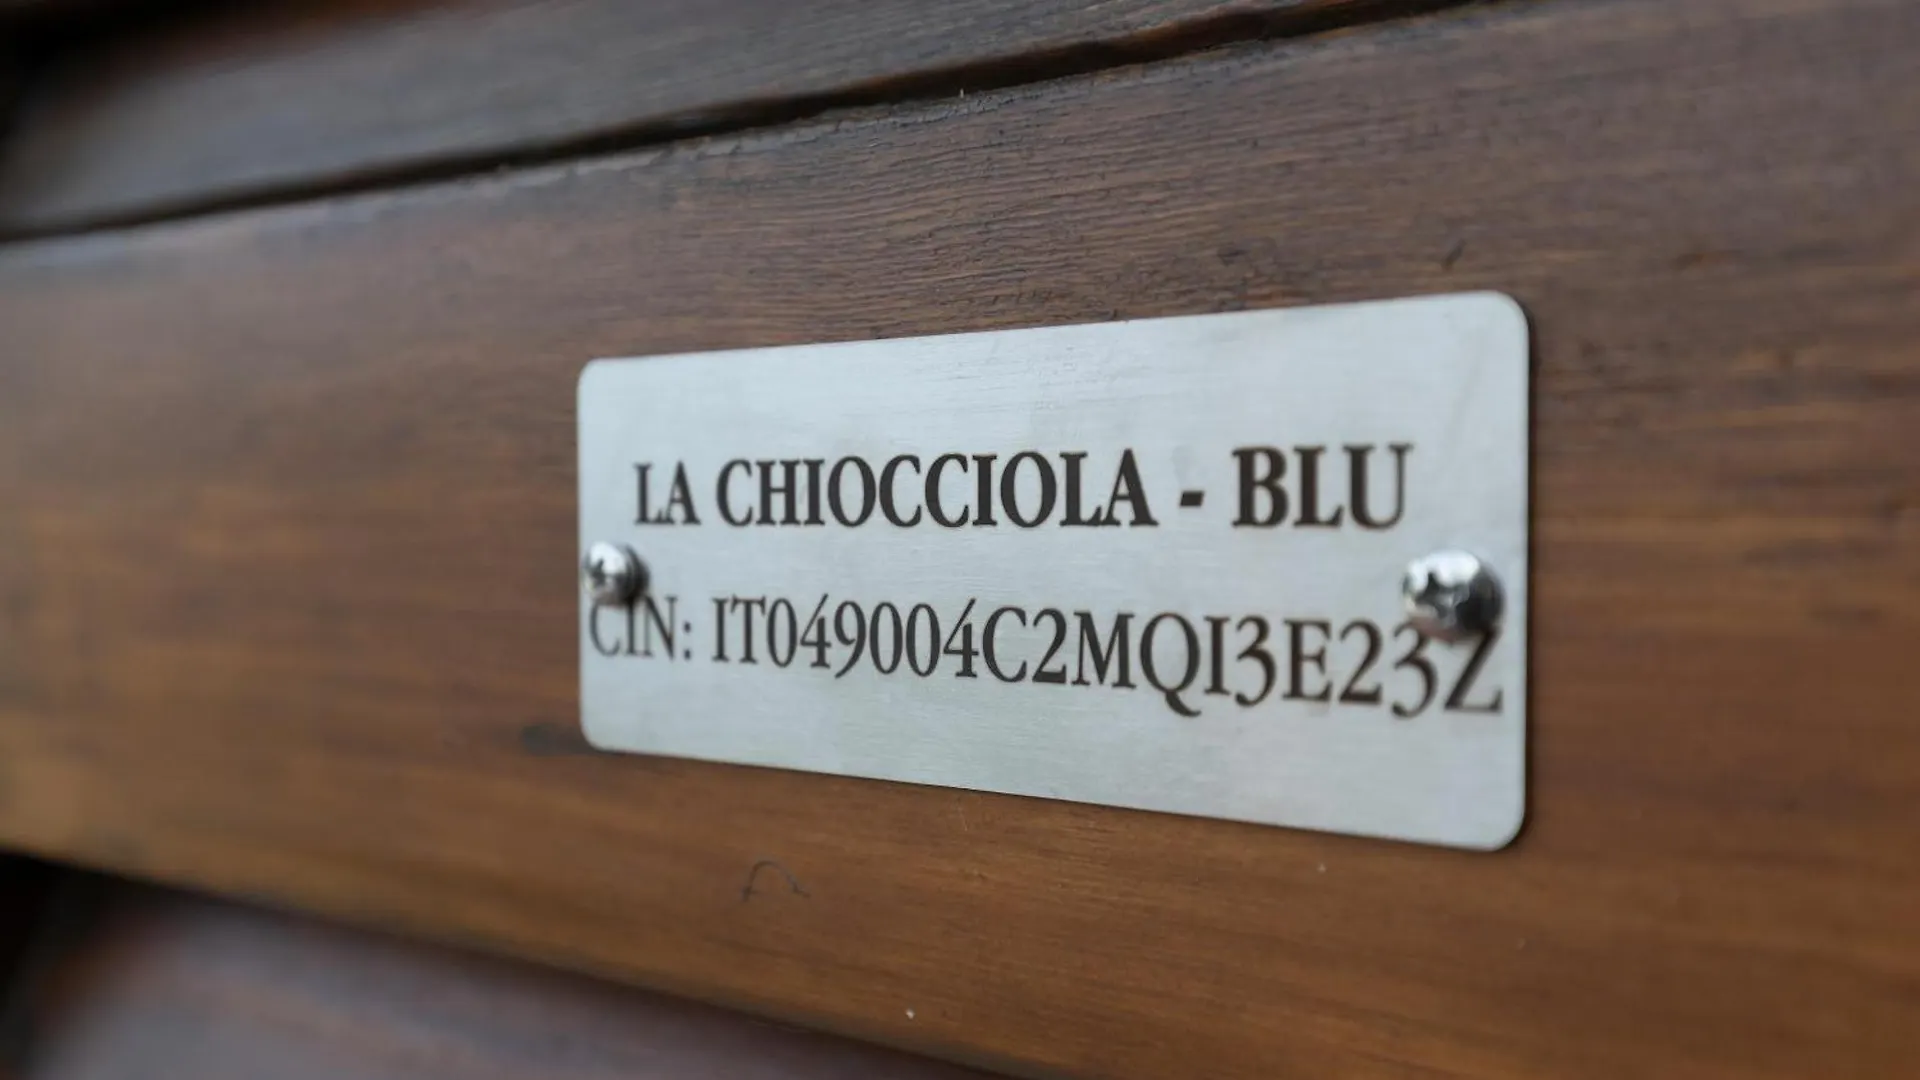 LA CHIOCCIOLA - BLU
CIN: IT049004C2MQI3E23Z